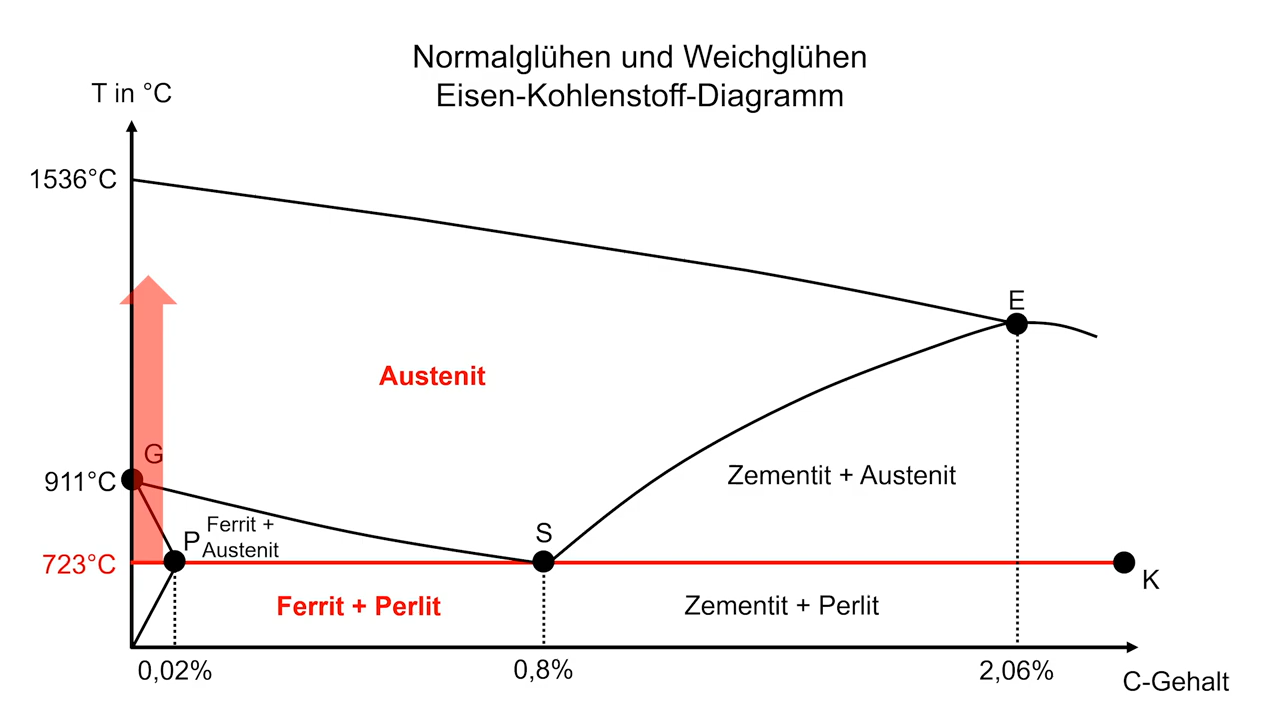 Normalglühen und Weichglühen
Eisen-Kohlenstoff-Diagramm
T in °C
1536°C
E
Austenit
G
911°C
Zementit + Austenit
Ferrit +
Austenit
P
S
723°C
K
Ferrit + Perlit
Zementit + Perlit
0,02%
0,8%
2,06%
C-Gehalt